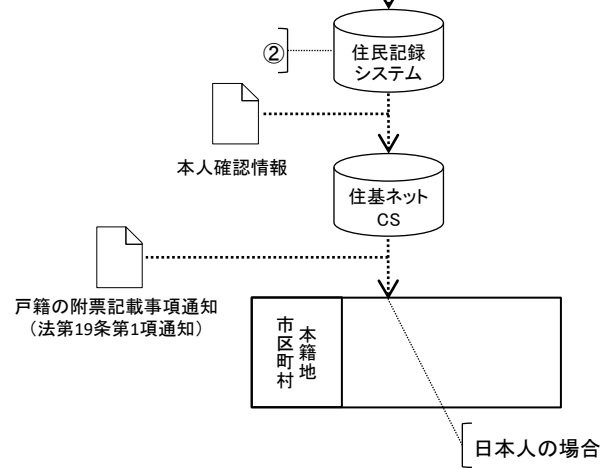 ②
住民記録
システム
本人確認情報
住基ネット
CS
戸籍の附票記載事項通知
（法第19条第1項通知）
本籍地
市区町村
日本人の場合